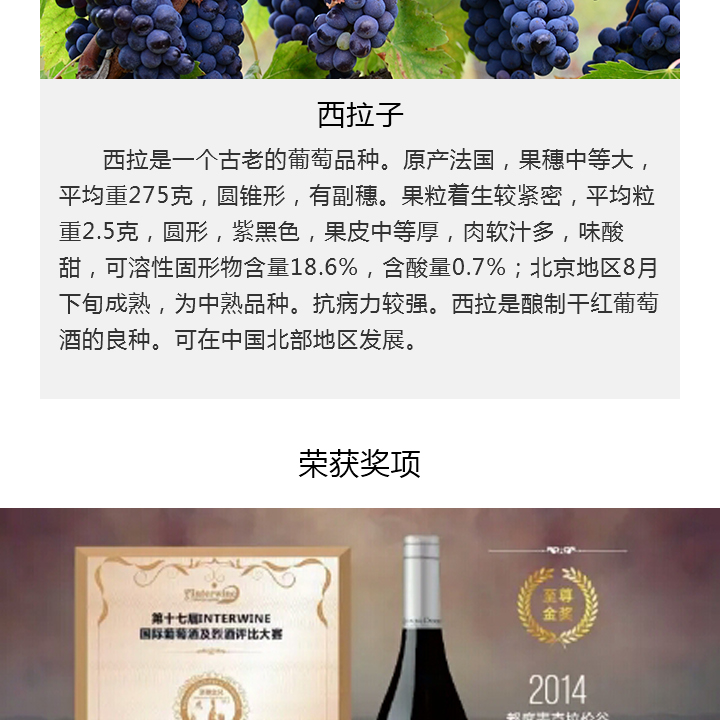 西拉子
西拉是一个古老的葡萄品种。原产法国，果穗中等大，
平均重275克，圆锥形，有副穗。果粒着生较紧密，平均粒
重2.5克，圆形，紫黑色，果皮中等厚，肉软汁多，味酸
甜，可溶性固形物含量18.6%，含酸量0.7%；北京地区8月
下旬成熟，为中熟品种。抗病力较强。西拉是酿制干红葡萄
酒的良种。可在中国北部地区发展。
荣获奖项
Interwine
第十七届INTERWINE
国际葡萄酒及烈酒评比大赛
至尊
金奖
2014